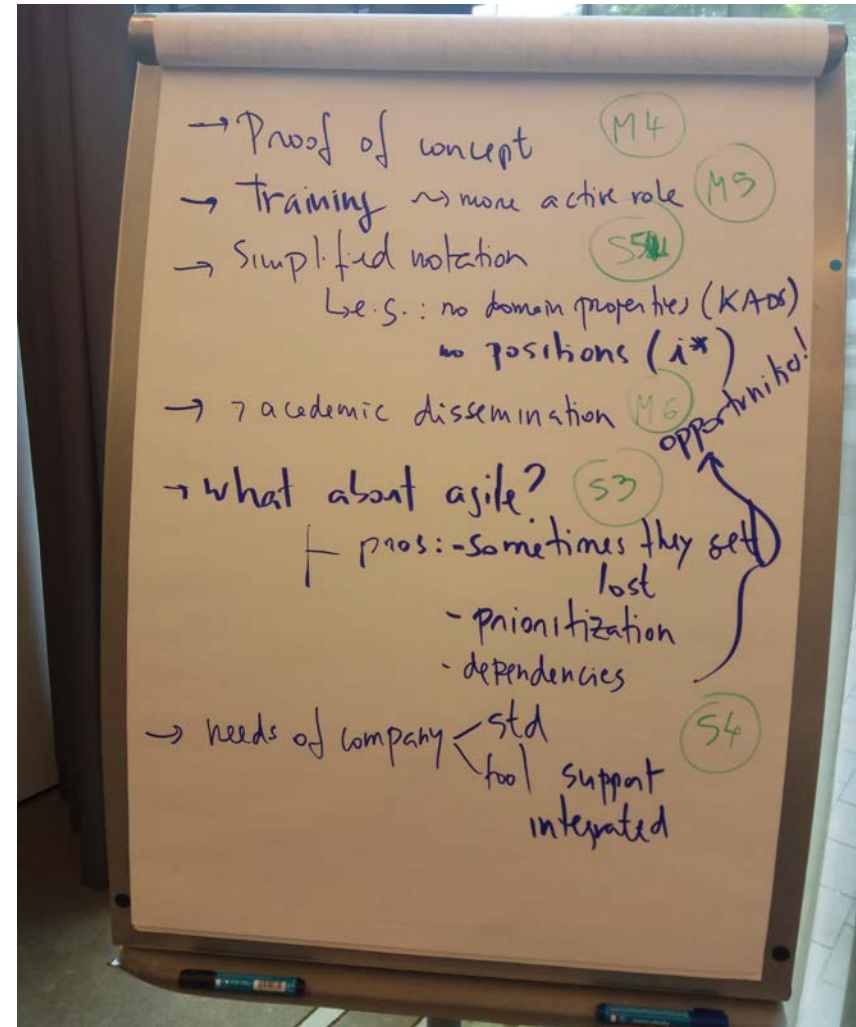 → Proof of concept M4
→ Training ⇝ more active role M5
→ Simplified notation S5
↳ e.g.: no domain properties (KAOS)
no positions (i*)
→ academic dissemination M6
opportunities!
→ what about agile? S3
pros: - sometimes they get
lost
- prioritization
- dependencies
→ needs of company std S4
tool support
integrated